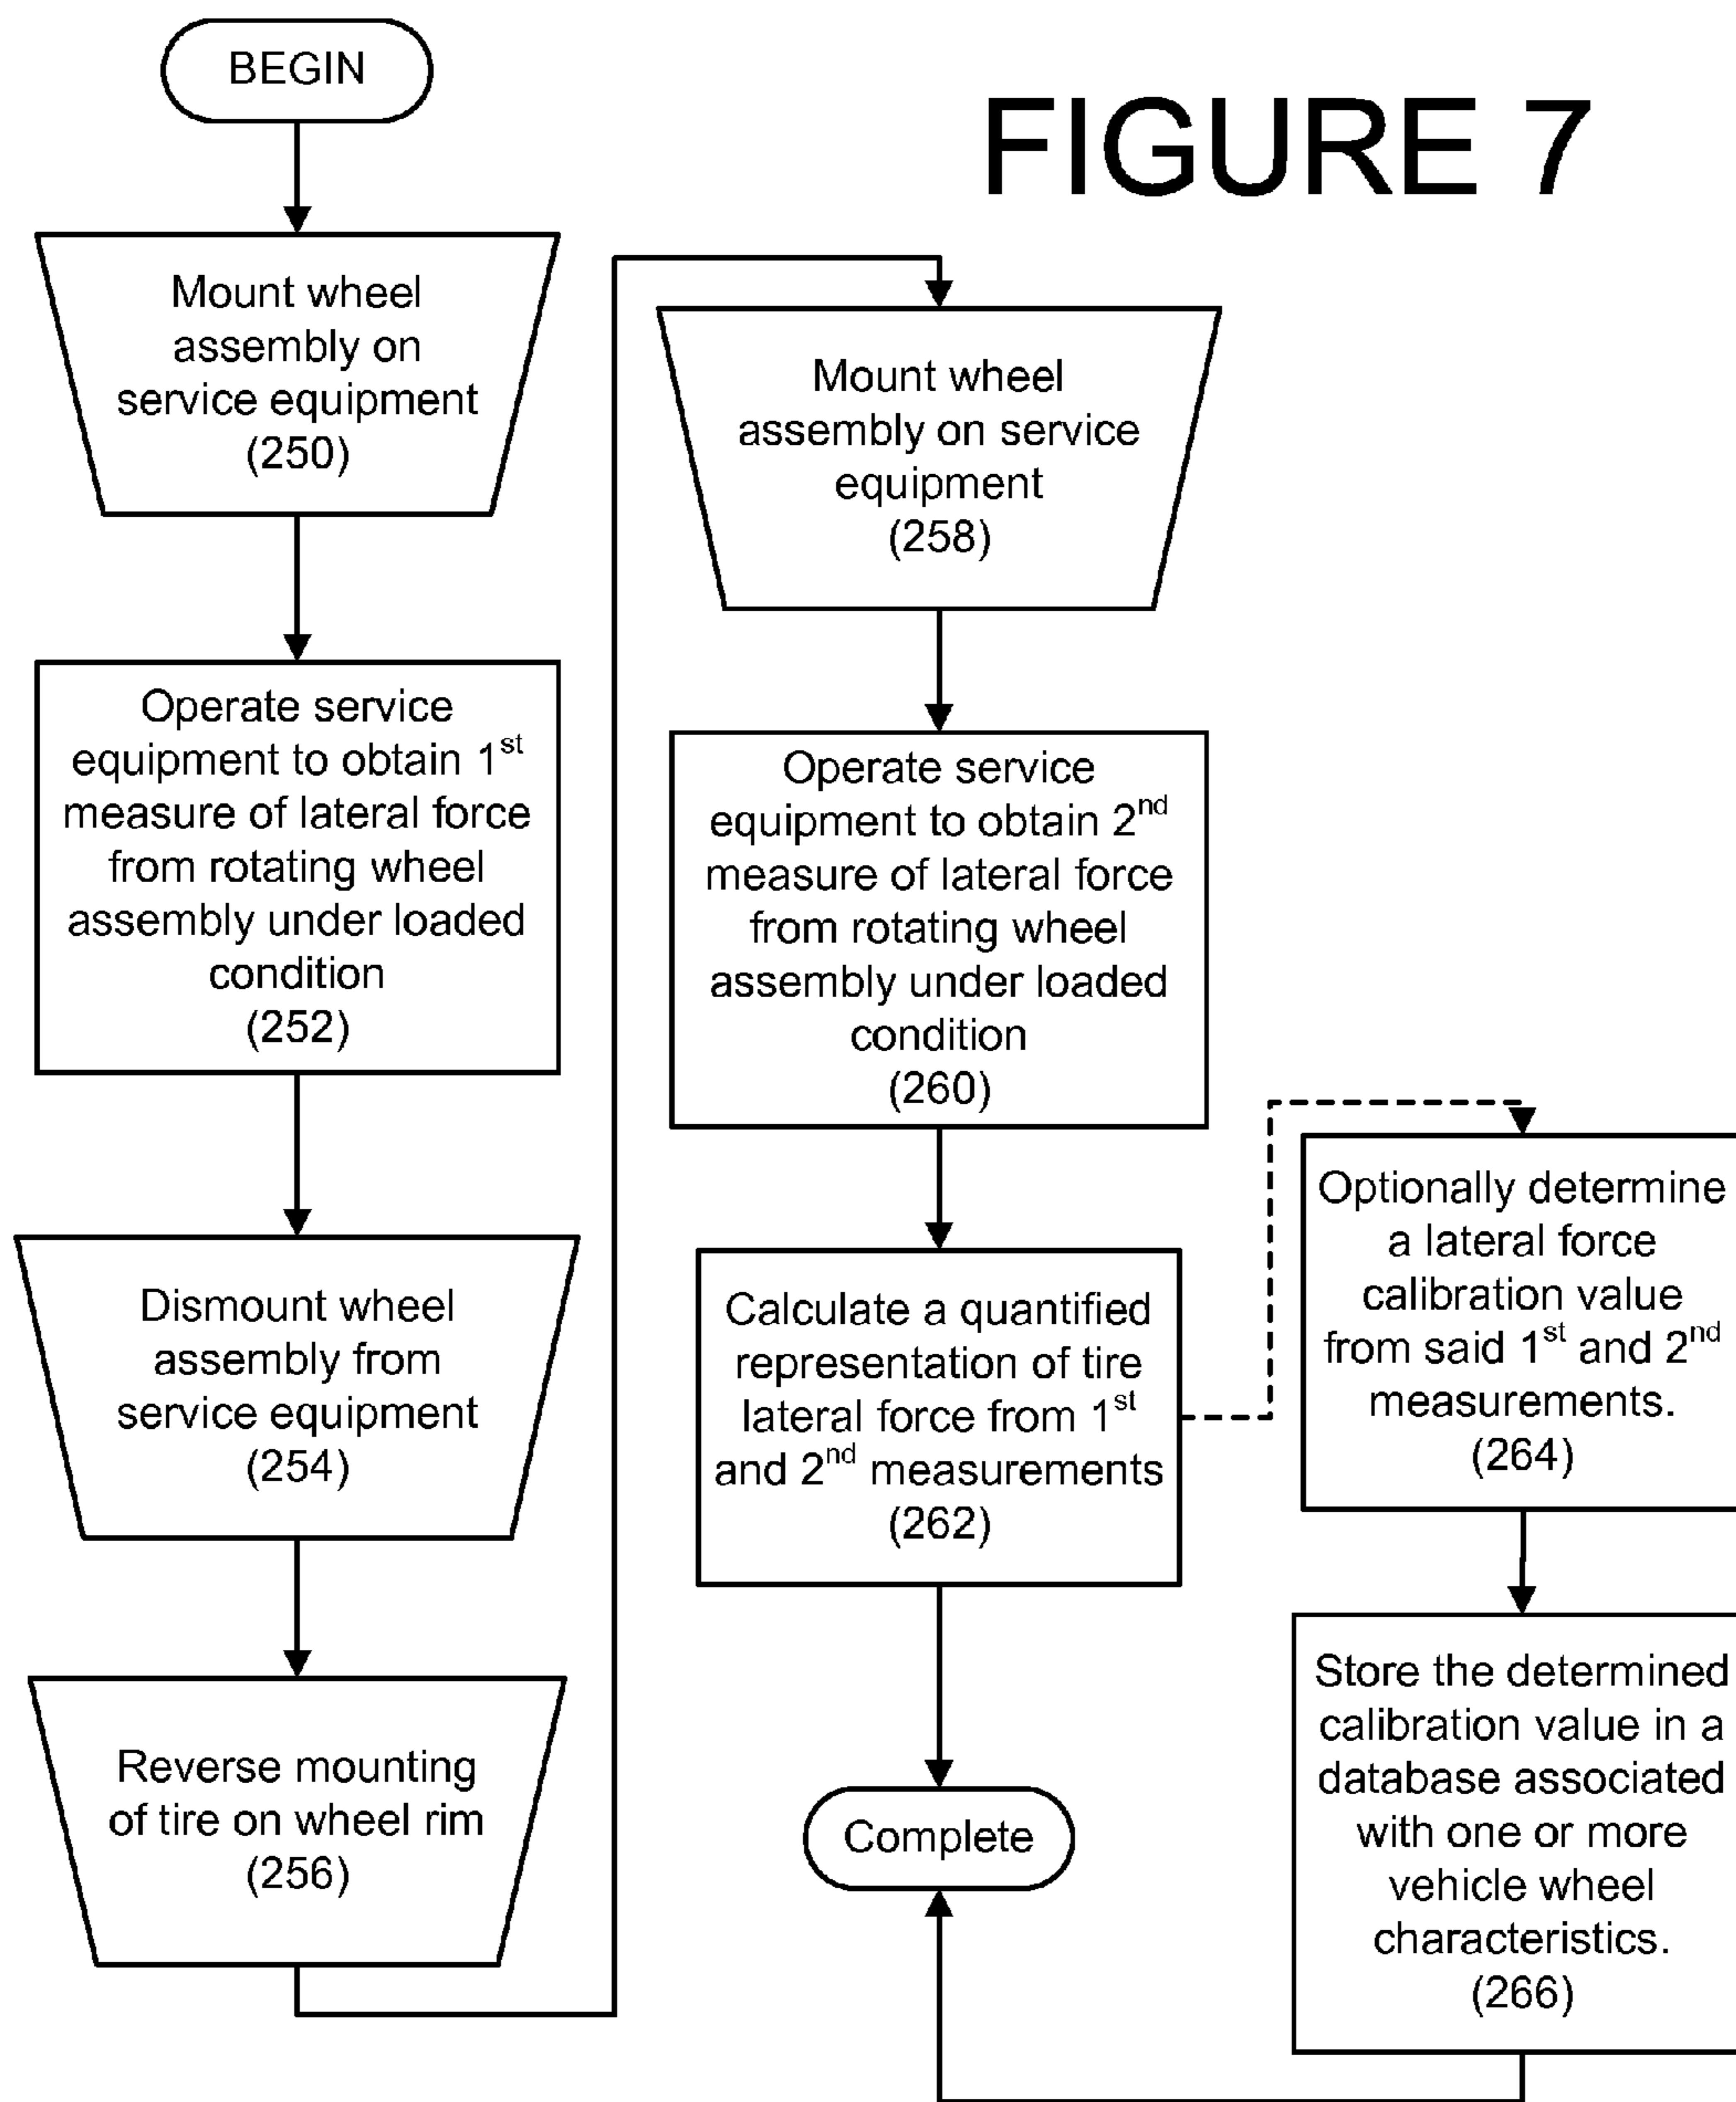 FIGURE 7
BEGIN
Mount wheel
assembly on
service equipment
(250)
Operate service
equipment to obtain 1st
measure of lateral force
from rotating wheel
assembly under loaded
condition
(252)
Dismount wheel
assembly from
service equipment
(254)
Reverse mounting
of tire on wheel rim
(256)
Mount wheel
assembly on service
equipment
(258)
Operate service
equipment to obtain 2nd
measure of lateral force
from rotating wheel
assembly under loaded
condition
(260)
Calculate a quantified
representation of tire
lateral force from 1st
and 2nd measurements
(262)
Complete
Optionally determine
a lateral force
calibration value
from said 1st and 2nd
measurements.
(264)
Store the determined
calibration value in a
database associated
with one or more
vehicle wheel
characteristics.
(266)